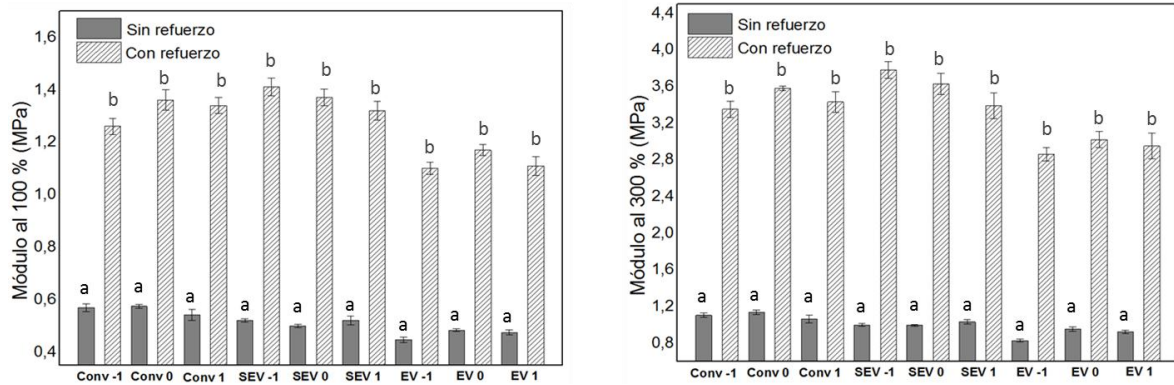 Módulo al 100 % (MPa)
1,6
1,4
1,2
1,0
0,8
0,6
0,4
Sin refuerzo
Con refuerzo
b b b b b b b b b
a a a a a a a a a
Conv -1 Conv 0 Conv 1 SEV -1 SEV 0 SEV 1 EV -1 EV 0 EV 1
Módulo al 300 % (MPa)
4,4
4,0
3,6
3,2
2,8
2,4
2,0
1,6
1,2
0,8
Sin refuerzo
Con refuerzo
b b b b b b b b b
a a a a a a a a a
Conv -1 Conv 0 Conv 1 SEV -1 SEV 0 SEV 1 EV -1 EV 0 EV 1